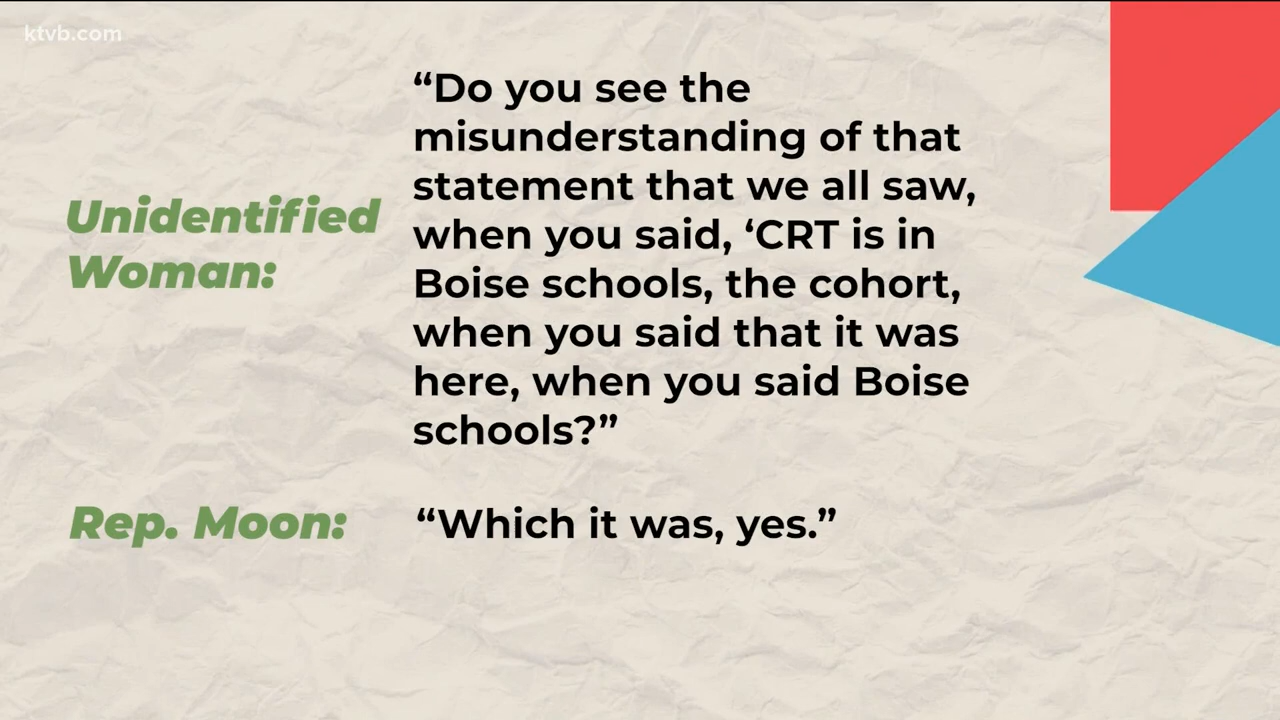 ktvb.com
“Do you see the
misunderstanding of that
statement that we all saw,
Unidentified
when you said, ‘CRT is in
Woman:
Boise schools, the cohort,
when you said that it was
here, when you said Boise
schools?”
Rep. Moon:
“Which it was, yes.”